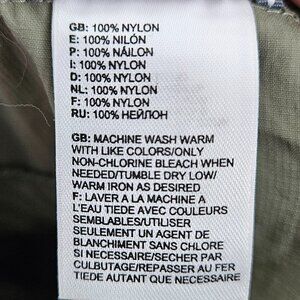 GB: 100% NYLON
E: 100% NILÓN
P: 100% NÁILON
I: 100% NYLON
D: 100% NYLON
NL: 100% NYLON
F: 100% NYLON
RU: 100% НЕЙЛОН
GB: MACHINE WASH WARM
WITH LIKE COLORS/ONLY
NON-CHLORINE BLEACH WHEN
NEEDED/TUMBLE DRY LOW/
WARM IRON AS DESIRED
F: LAVER A LA MACHINE A
L'EAU TIEDE AVEC COULEURS
SEMBLABLES/UTILISER
SEULEMENT UN AGENT DE
BLANCHIMENT SANS CHLORE
SI NECESSAIRE/SECHER PAR
CULBUTAGE/REPASSER AU FER
TIEDE AUTANT QUE NECESSAIRE